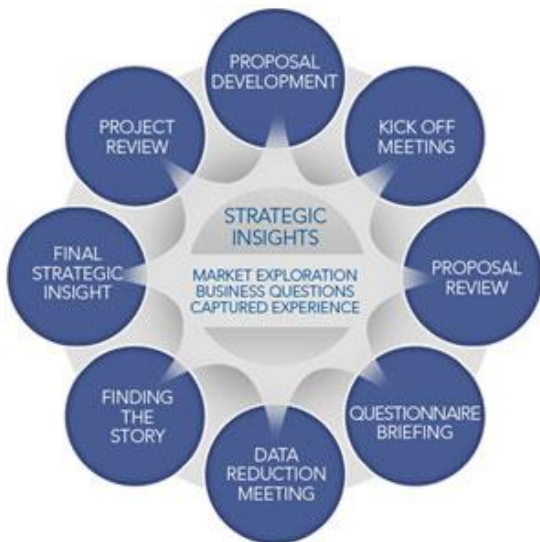 PROPOSAL
DEVELOPMENT
KICK OFF
MEETING
PROPOSAL
REVIEW
QUESTIONNAIRE
BRIEFING
DATA
REDUCTION
MEETING
FINDING
THE
STORY
FINAL
STRATEGIC
INSIGHT
PROJECT
REVIEW
STRATEGIC
INSIGHTS
MARKET EXPLORATION
BUSINESS QUESTIONS
CAPTURED EXPERIENCE